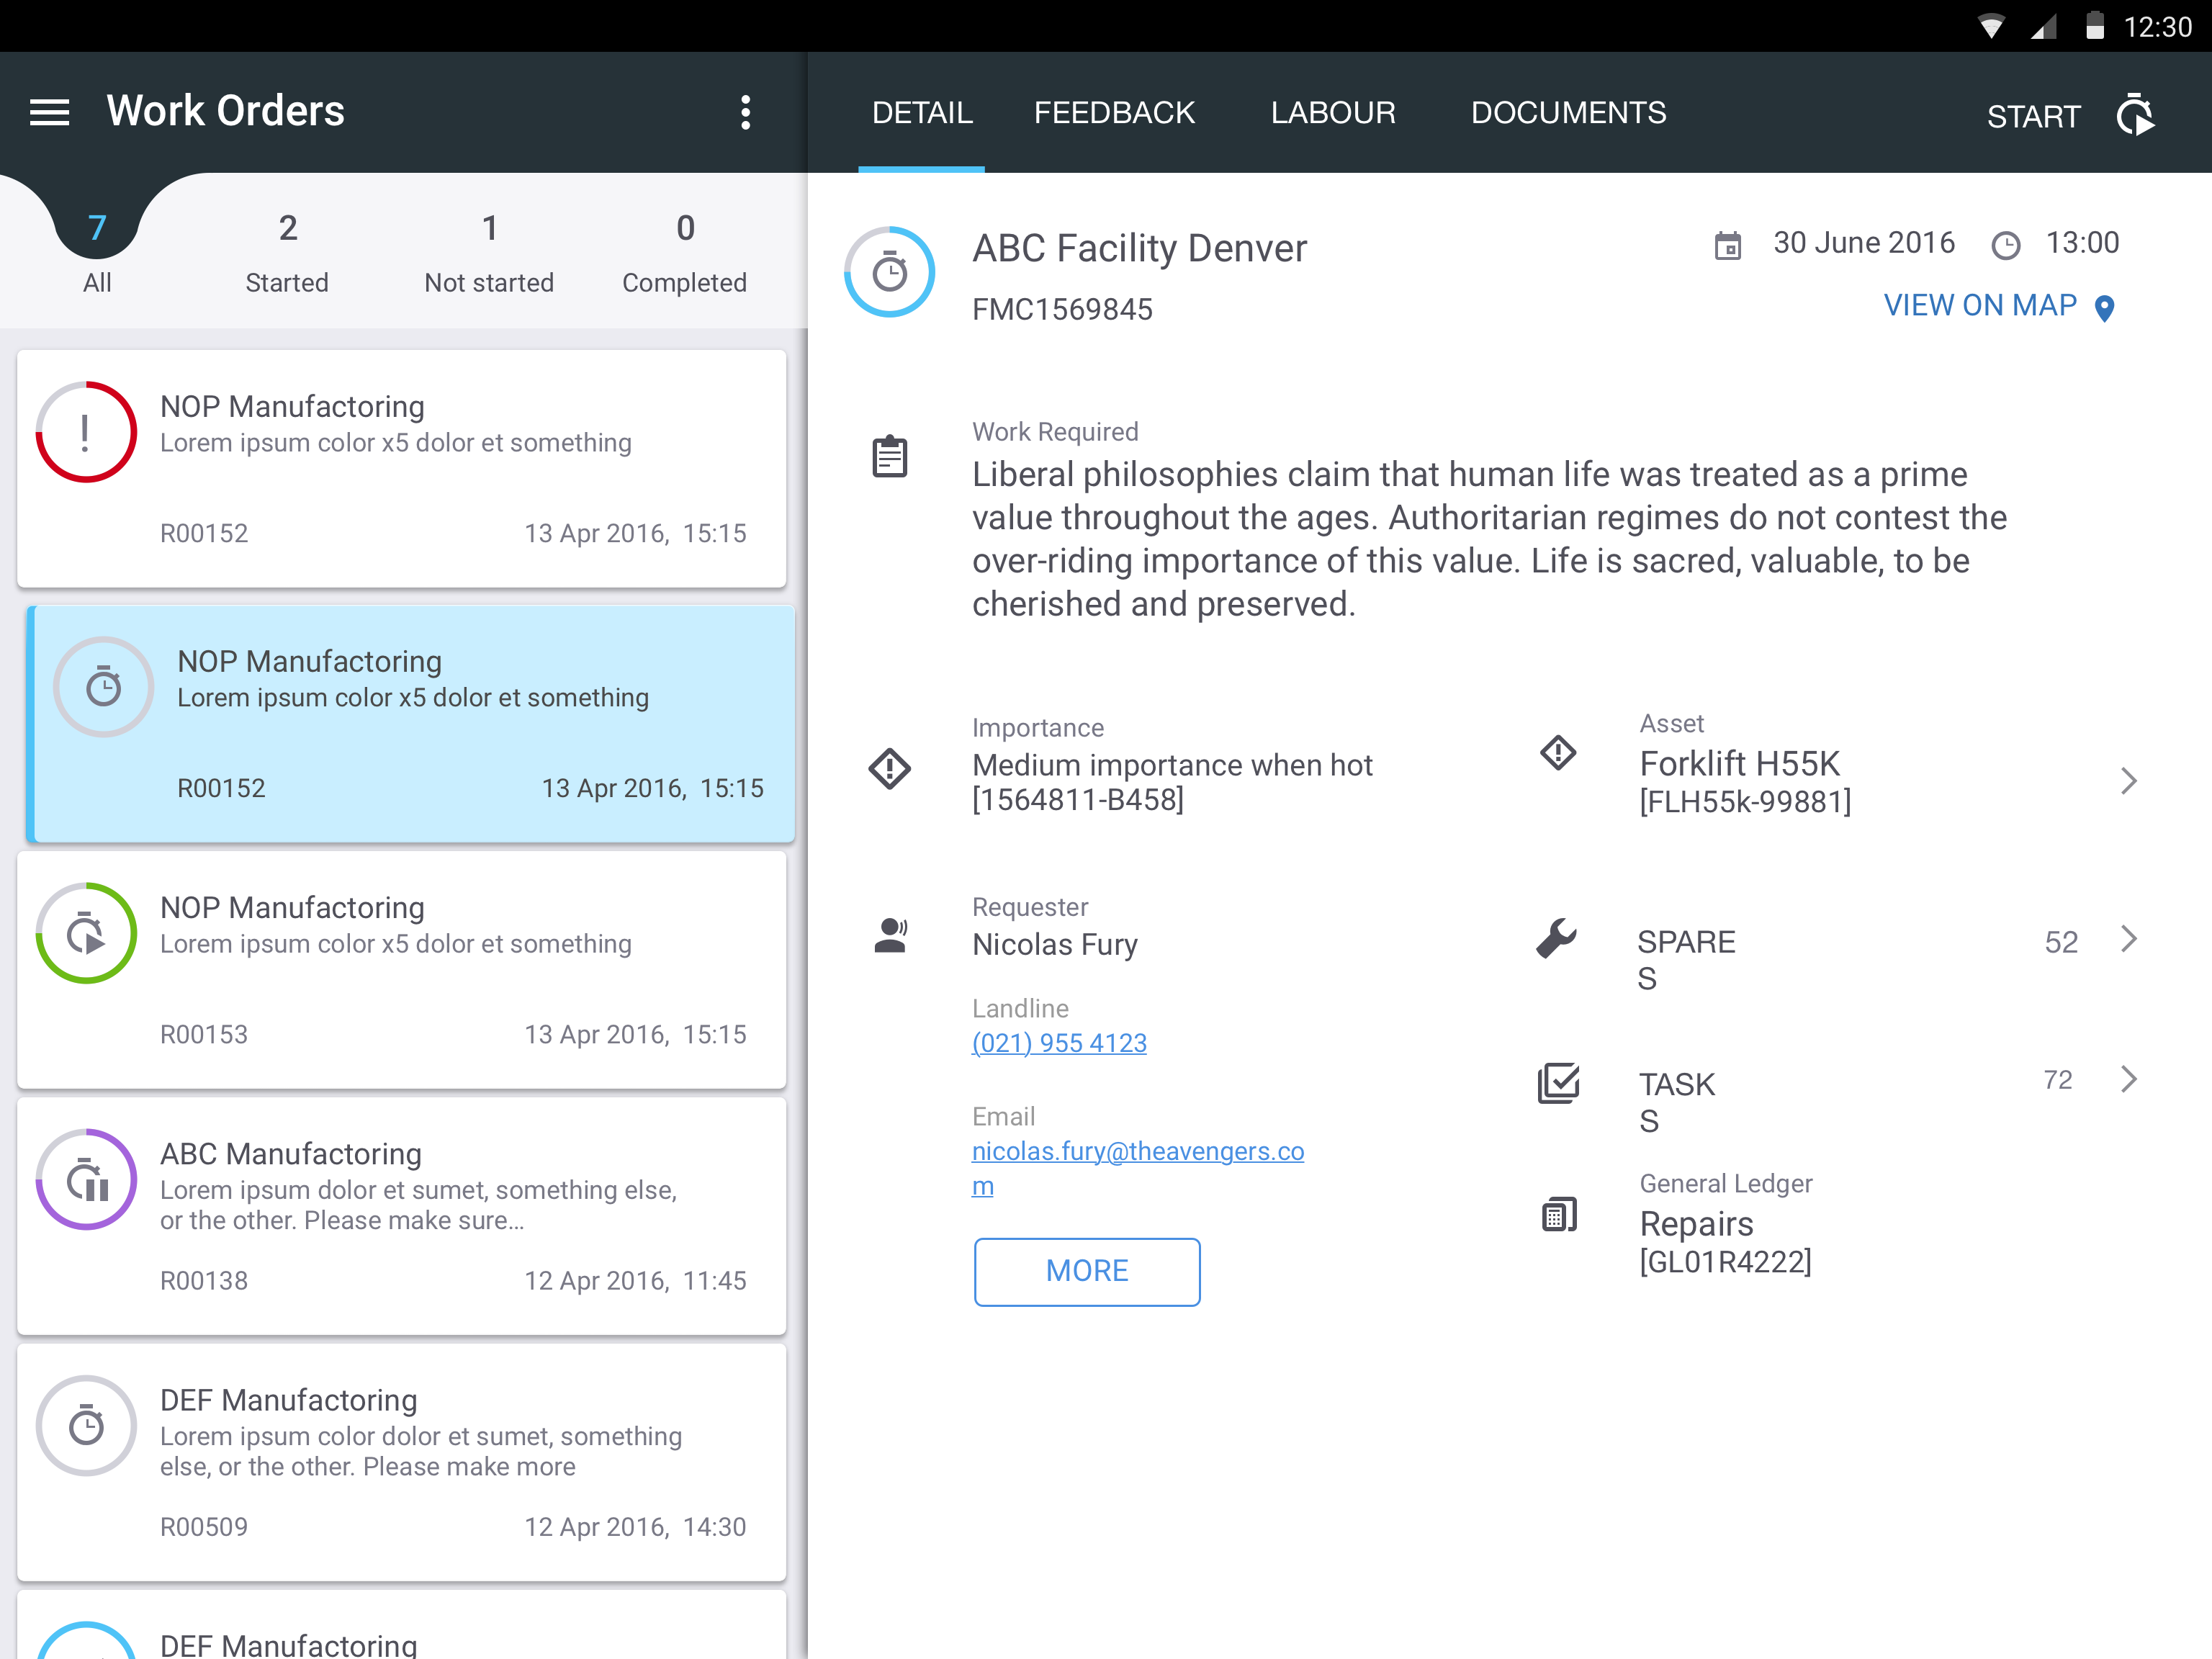 12:30
Work Orders
DETAIL FEEDBACK LABOUR DOCUMENTS START
7 2 1 0
All Started Not started Completed
NOP Manufactoring
Lorem ipsum color x5 dolor et something
R00152 13 Apr 2016, 15:15
NOP Manufactoring
Lorem ipsum color x5 dolor et something
R00152 13 Apr 2016, 15:15
NOP Manufactoring
Lorem ipsum color x5 dolor et something
R00153 13 Apr 2016, 15:15
ABC Manufactoring
Lorem ipsum dolor et sumet, something else,
or the other. Please make sure...
R00138 12 Apr 2016, 11:45
DEF Manufactoring
Lorem ipsum color dolor et sumet, something
else, or the other. Please make more
R00509 12 Apr 2016, 14:30
DEF Manufactoring
ABC Facility Denver
FMC1569845
30 June 2016 13:00
VIEW ON MAP
Work Required
Liberal philosophies claim that human life was treated as a prime
value throughout the ages. Authoritarian regimes do not contest the
over-riding importance of this value. Life is sacred, valuable, to be
cherished and preserved.
Importance
Medium importance when hot
[1564811-B458]
Requester
Nicolas Fury
Landline
(021) 955 4123
Email
nicolas.fury@theavengers.co
m
MORE
Asset
Forklift H55K
[FLH55k-99881]
SPARE 52
S
TASK 72
S
General Ledger
Repairs
[GL01R4222]